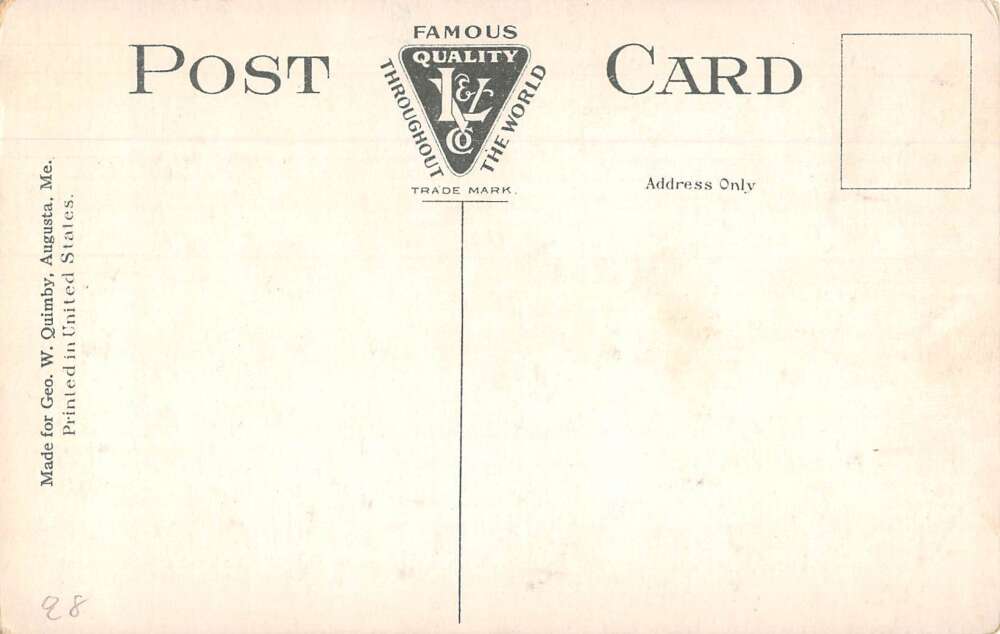 POST CARD
FAMOUS
QUALITY
THROUGHOUT
THE WORLD
&
Co
TRADE MARK.
Address Only
Made for Geo. W. Quimby, Augusta, Me.
Printed in United States.
98